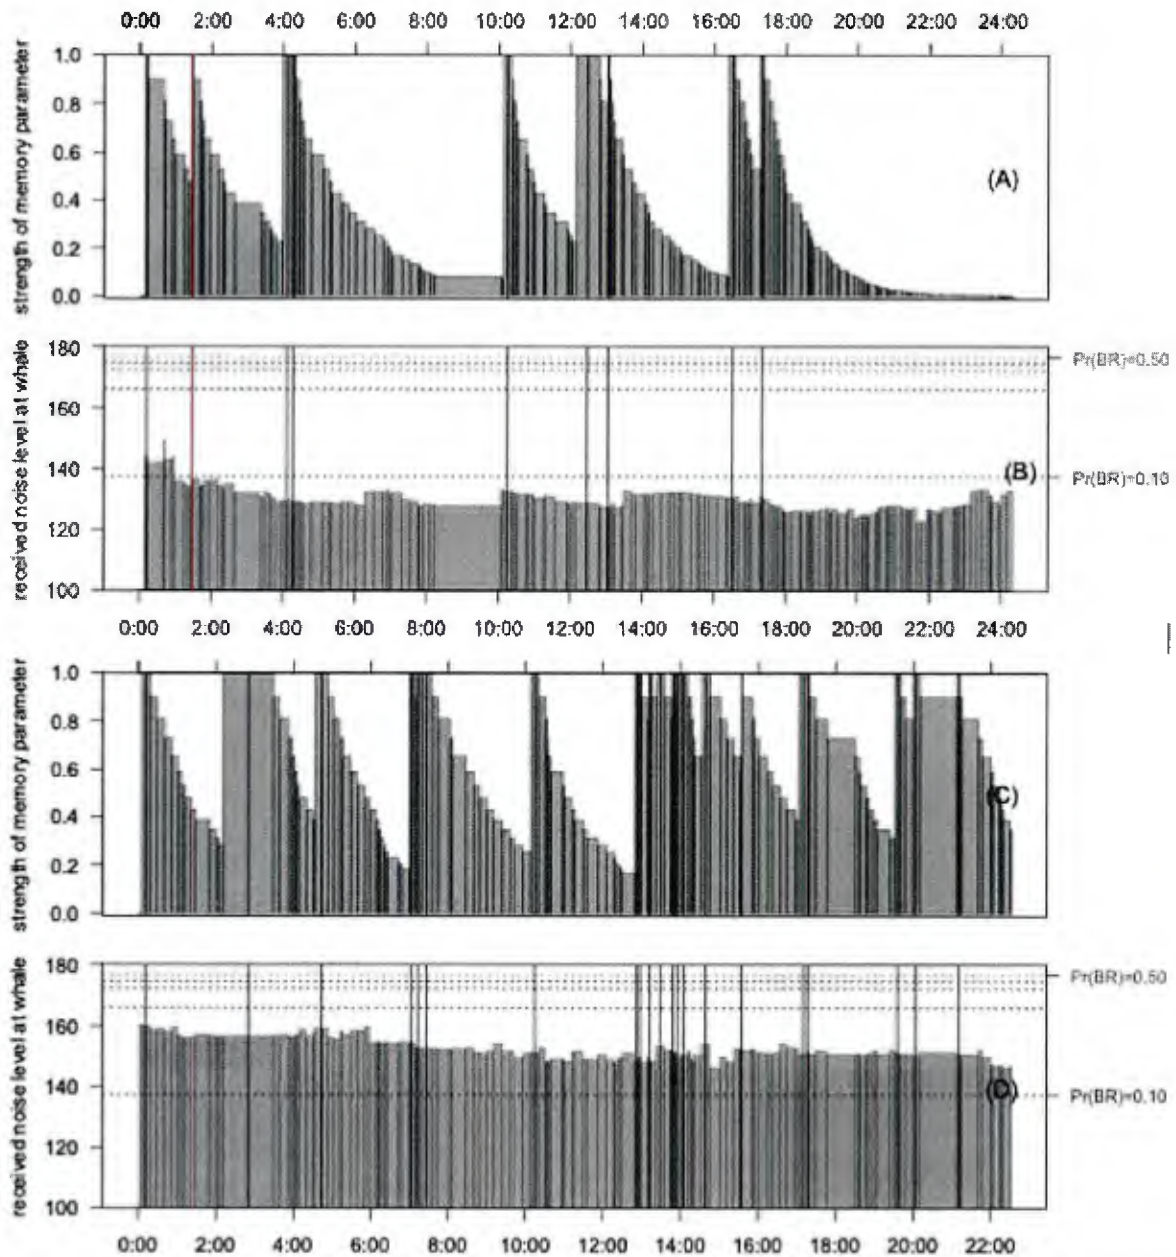 0:00 2:00 4:00 6:00 8:00 10:00 12:00 14:00 16:00 18:00 20:00 22:00 24:00
strength of memory parameter
1.0
0.8
0.6
0.4
0.2
0.0
(A)
received noise level at whale
180
160
140
120
100
Pr(BR)=0.50
Pr(BR)=0.10
(B)
0:00 2:00 4:00 6:00 8:00 10:00 12:00 14:00 16:00 18:00 20:00 22:00 24:00
strength of memory parameter
1.0
0.8
0.6
0.4
0.2
0.0
(C)
received noise level at whale
180
160
140
120
100
Pr(BR)=0.50
Pr(BR)=0.10
(D)
0:00 2:00 4:00 6:00 8:00 10:00 12:00 14:00 16:00 18:00 20:00 22:00